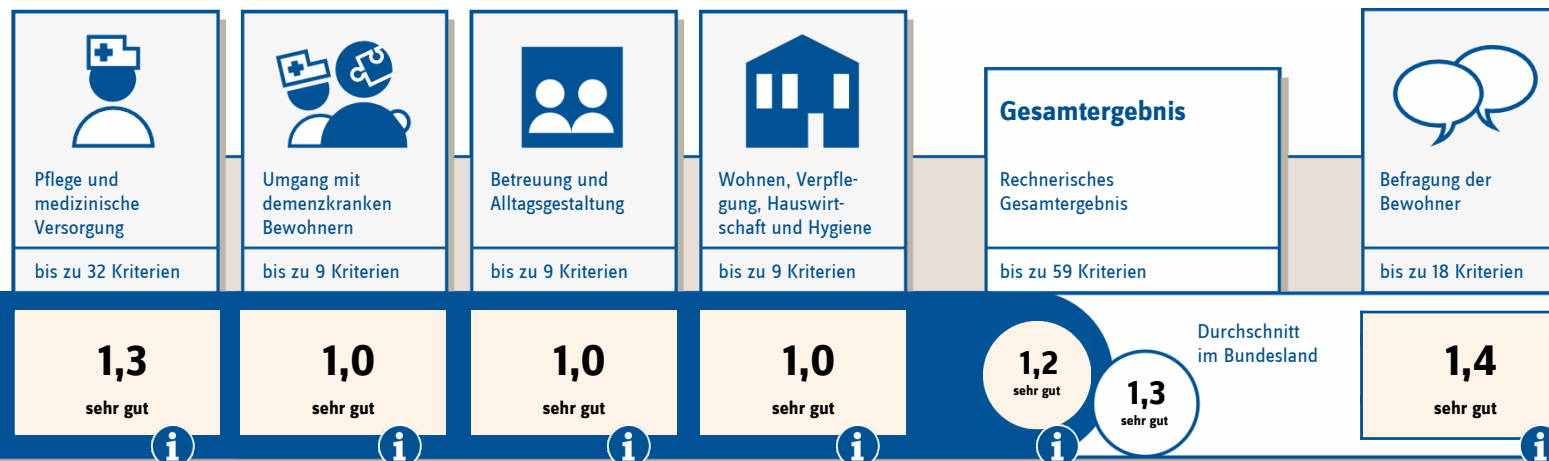 Pflege und
medizinische
Versorgung
bis zu 32 Kriterien
1,3
sehr gut
i
Umgang mit
demenzkranken
Bewohnern
bis zu 9 Kriterien
1,0
sehr gut
i
Betreuung und
Alltagsgestaltung
bis zu 9 Kriterien
1,0
sehr gut
i
Wohnen, Verpfle-
gung, Hauswirt-
schaft und Hygiene
bis zu 9 Kriterien
1,0
sehr gut
i
Gesamtergebnis
Rechnerisches
Gesamtergebnis
bis zu 59 Kriterien
1,2
sehr gut
i
1,3
sehr gut
Durchschnitt
im Bundesland
Befragung der
Bewohner
bis zu 18 Kriterien
1,4
sehr gut
i